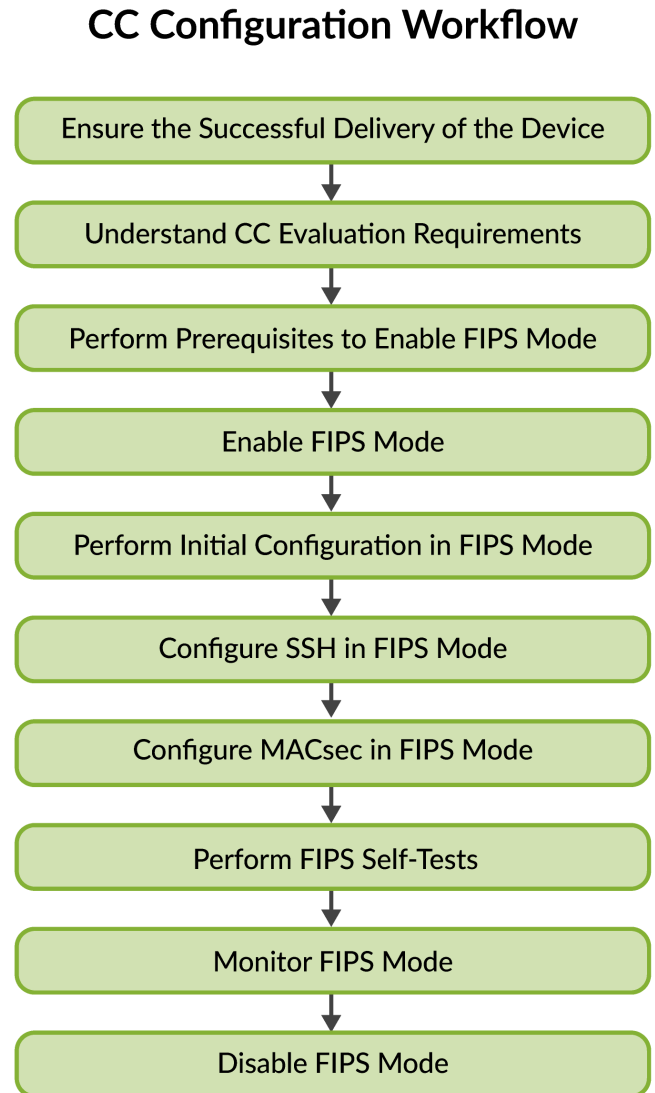 CC Configuration Workflow
Ensure the Successful Delivery of the Device
Understand CC Evaluation Requirements
Perform Prerequisites to Enable FIPS Mode
Enable FIPS Mode
Perform Initial Configuration in FIPS Mode
Configure SSH in FIPS Mode
Configure MACsec in FIPS Mode
Perform FIPS Self-Tests
Monitor FIPS Mode
Disable FIPS Mode